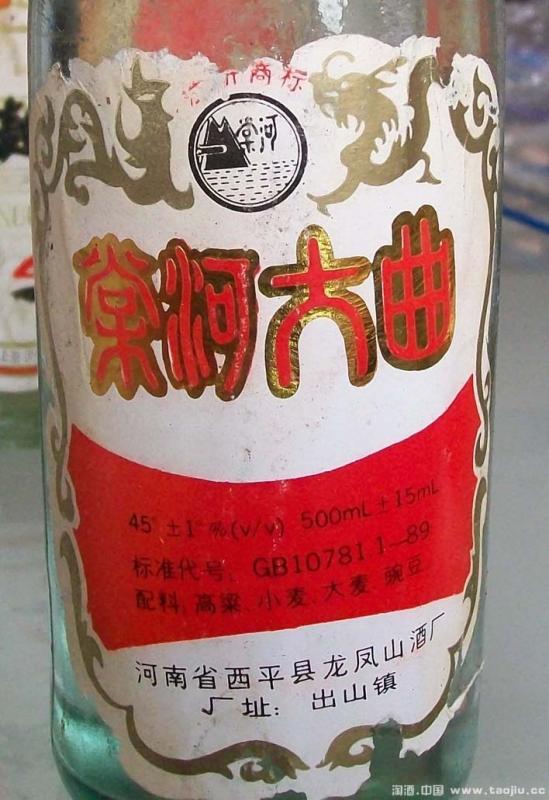 商标
棠河
棠河大曲
45°±1°%(v/v) 500mL±15mL
标准代号: GB10781 1—89
配料: 高粱、小麦、大麦、豌豆
河南省西平县龙凤山酒厂
厂址: 出山镇
淘酒.中国 www.taojiu.cc